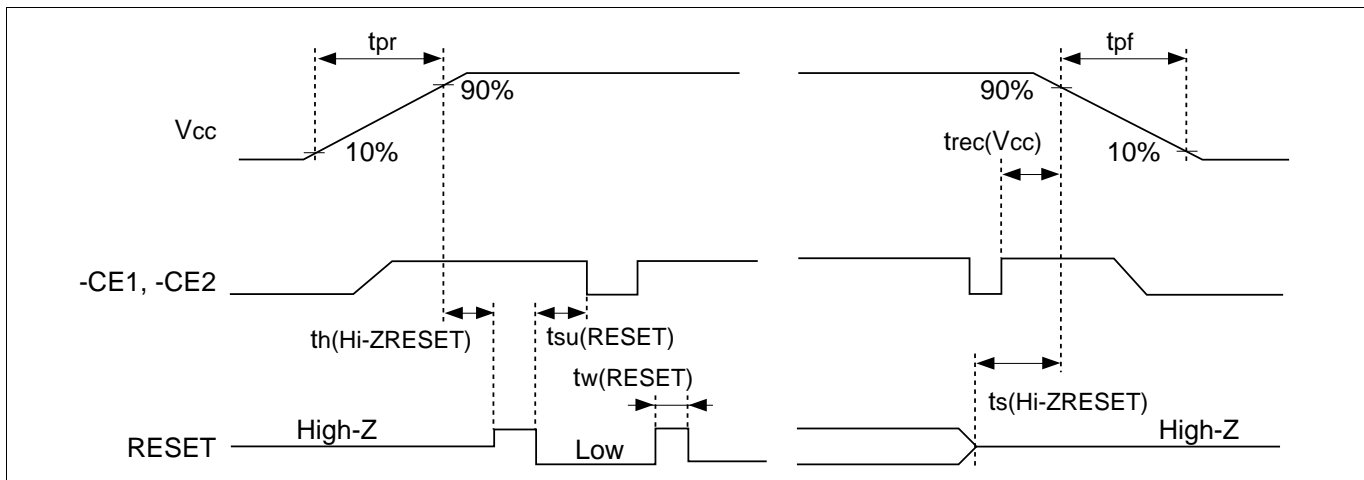 tpr
tpf
90%
90%
Vcc
trec(Vcc)
10%
10%
-CE1, -CE2
th(Hi-ZRESET)
tsu(RESET)
tw(RESET)
ts(Hi-ZRESET)
High-Z
High-Z
RESET
Low